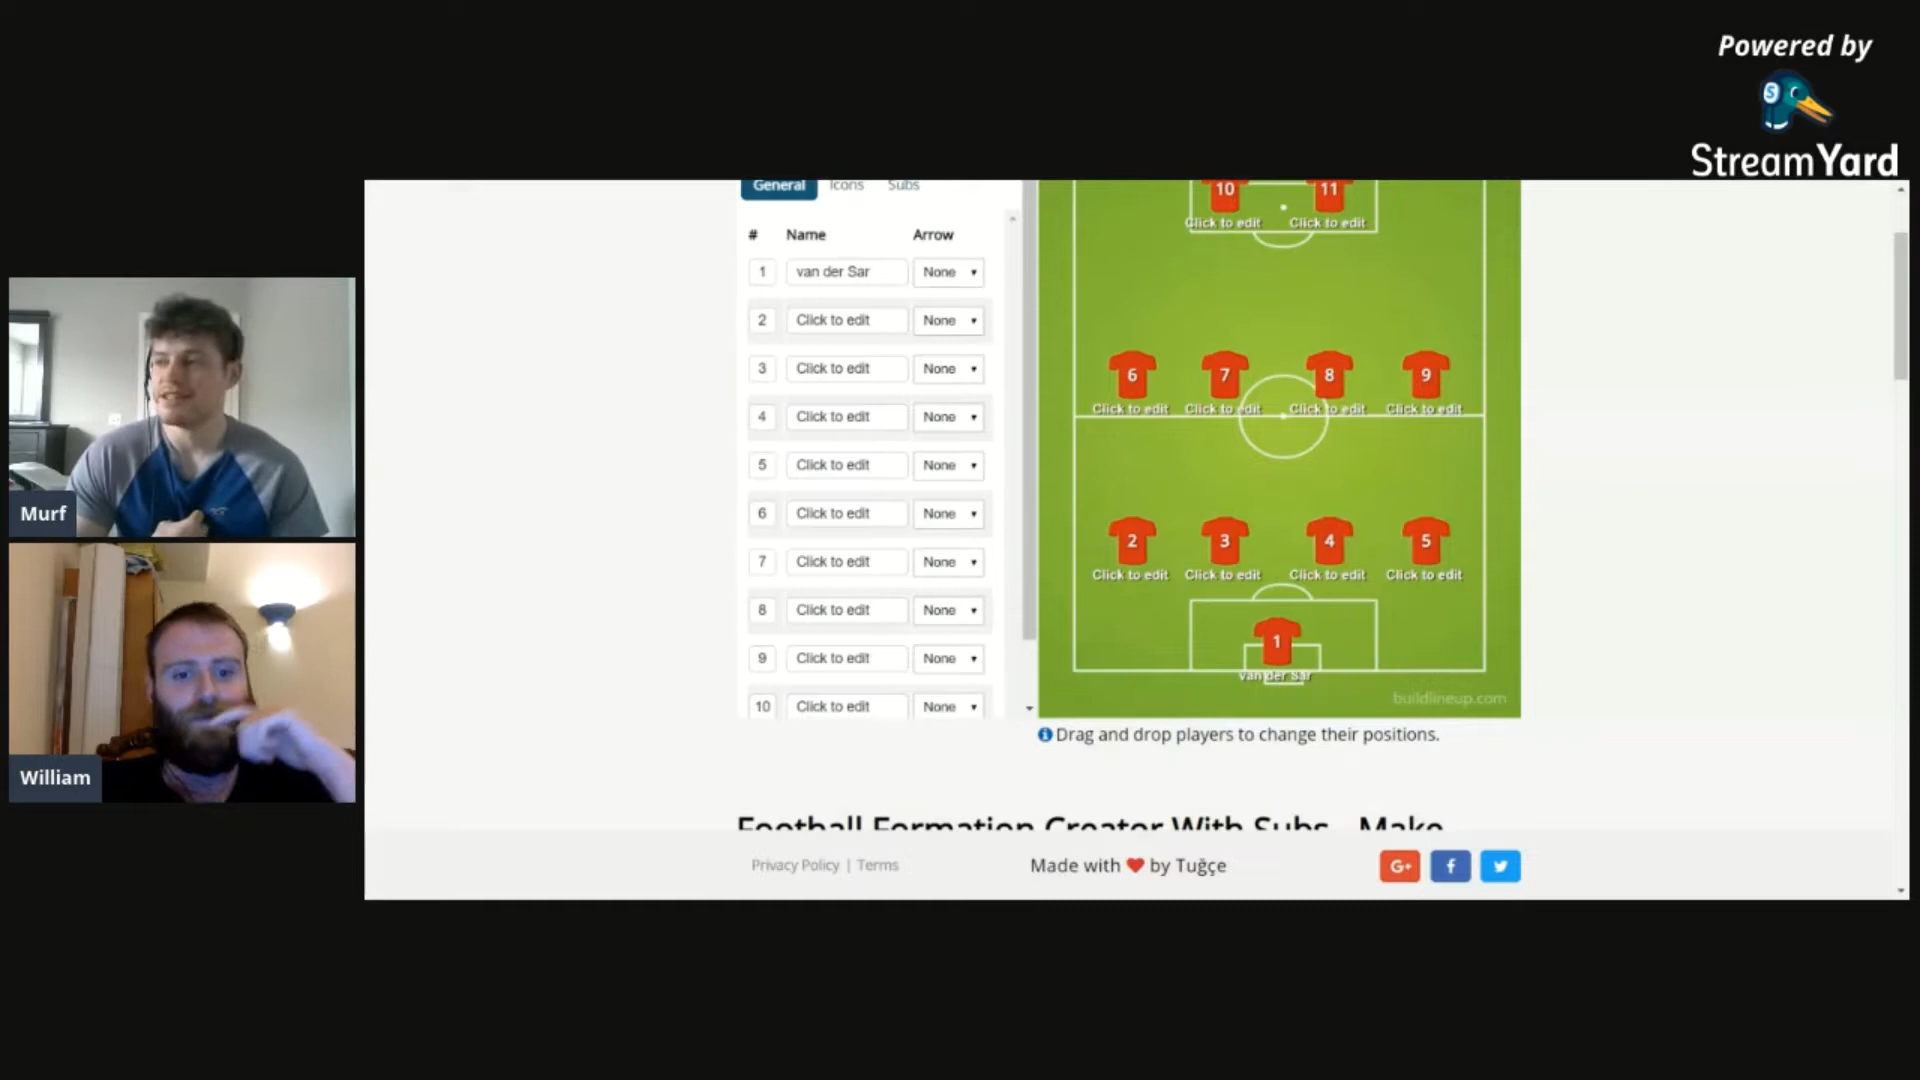 Powered by
StreamYard
General Icons Subs
# Name Arrow
1 van der Sar None
2 Click to edit None
3 Click to edit None
4 Click to edit None
5 Click to edit None
6 Click to edit None
7 Click to edit None
8 Click to edit None
9 Click to edit None
10 Click to edit None
10 11
Click to edit Click to edit
6 7 8 9
Click to edit Click to edit Click to edit Click to edit
2 3 4 5
Click to edit Click to edit Click to edit Click to edit
1
van der Sar
buildlineup.com
Drag and drop players to change their positions.
Football Formation Creator With Subs - Make
Privacy Policy | Terms
Made with ❤ by Tuğçe
G+ f
Murf
William